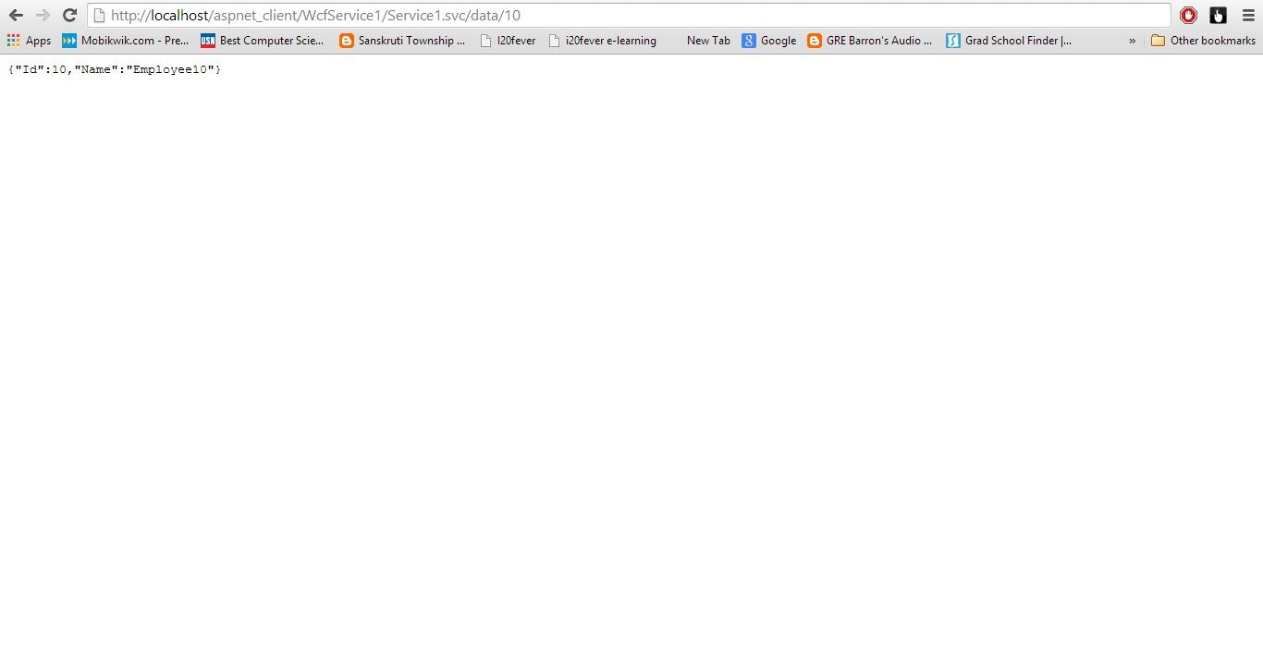 http://localhost/aspnet_client/WcfService1/Service1.svc/data/10
Apps Mobikwik.com - Pre... USN Best Computer Scie... Sanskruti Township ... I20fever i20fever e-learning New Tab Google GRE Barron's Audio ... Grad School Finder |... » Other bookmarks
{"Id":10,"Name":"Employee10"}